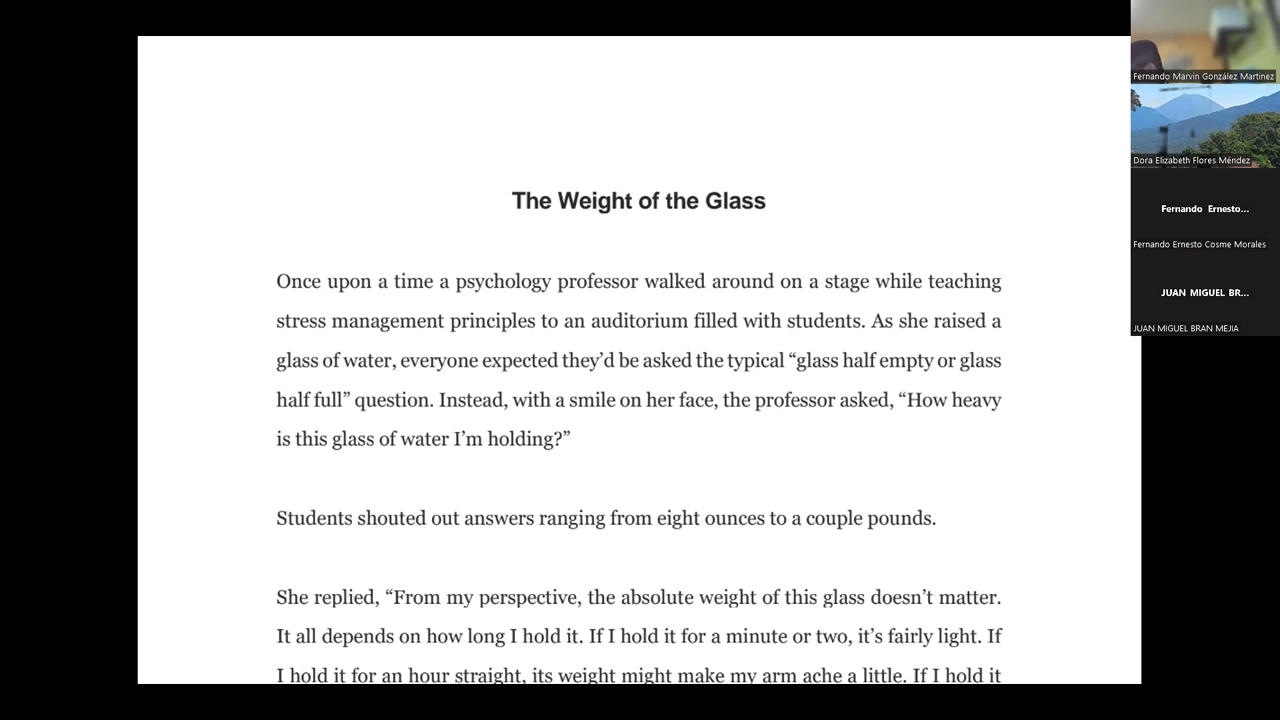 The Weight of the Glass
Once upon a time a psychology professor walked around on a stage while teaching
stress management principles to an auditorium filled with students. As she raised a
glass of water, everyone expected they’d be asked the typical “glass half empty or glass
half full” question. Instead, with a smile on her face, the professor asked, “How heavy
is this glass of water I’m holding?”
Students shouted out answers ranging from eight ounces to a couple pounds.
She replied, “From my perspective, the absolute weight of this glass doesn’t matter.
It all depends on how long I hold it. If I hold it for a minute or two, it’s fairly light. If
I hold it for an hour straight, its weight might make my arm ache a little. If I hold it
Fernando Marvin González Martinez
Dora Elizabeth Flores Méndez
Fernando Ernesto...
Fernando Ernesto Cosme Morales
JUAN MIGUEL BR...
JUAN MIGUEL BRAN MEJIA